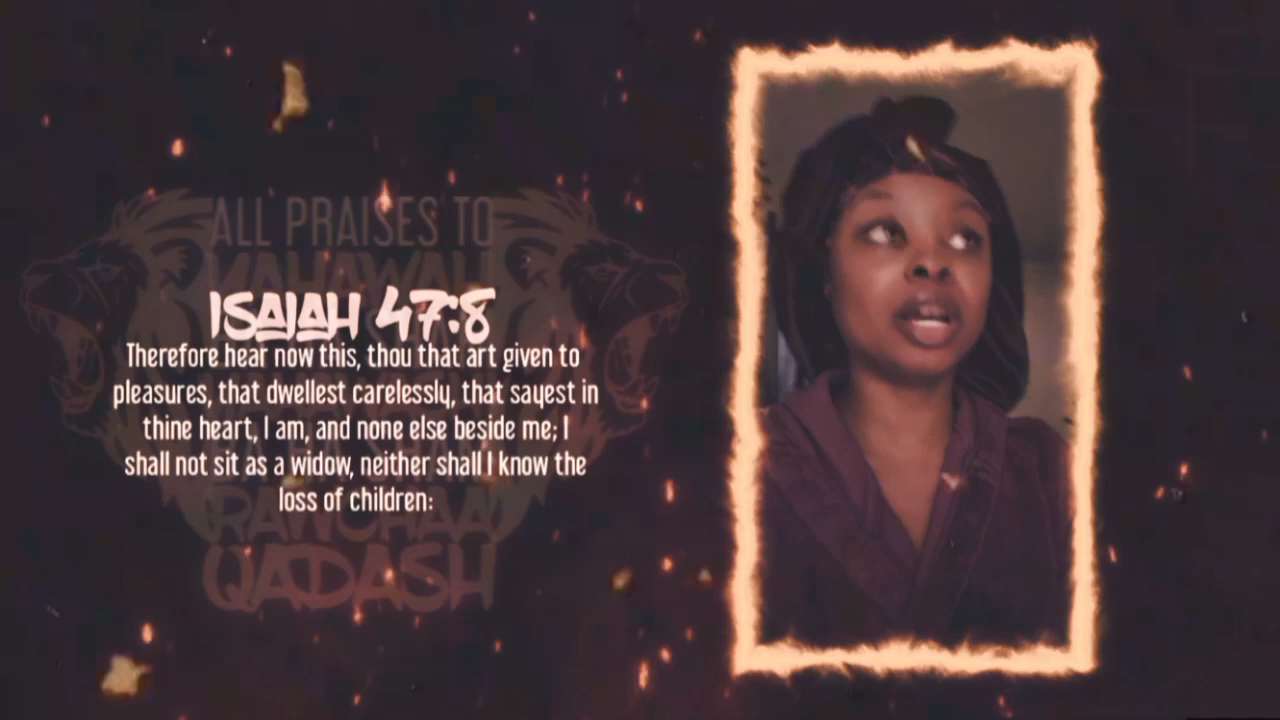 ALL PRAISES TO
YAHAWAH
ISAIAH 47:8
Therefore hear now this, thou that art given to
pleasures, that dwellest carelessly, that sayest in
thine heart, I am, and none else beside me; I
shall not sit as a widow, neither shall I know the
loss of children:
RAWCHAA
QADASH